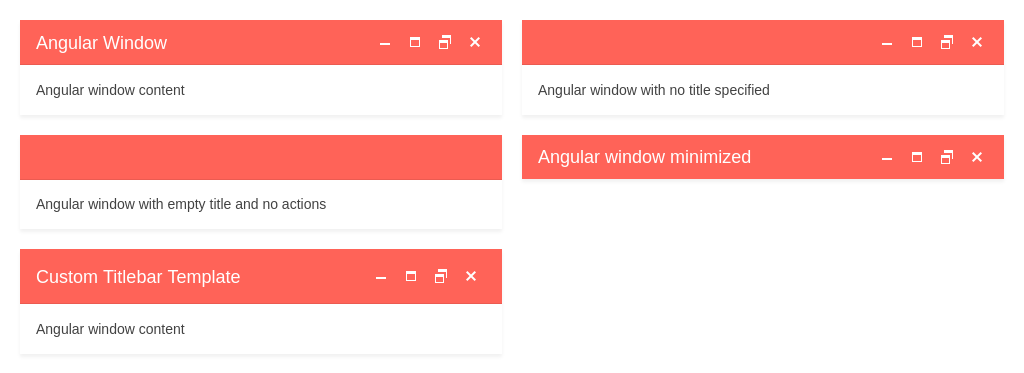 Angular Window
Angular window content
Angular window with no title specified
Angular window with empty title and no actions
Angular window minimized
Custom Titlebar Template
Angular window content